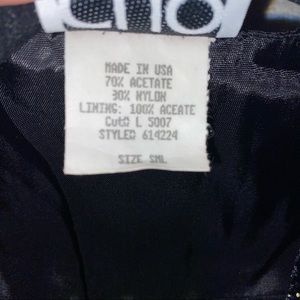 MADE IN USA
70% ACETATE
30% NYLON
LINING: 100% ACEATE
Cut# L 5007
STYLE# 614224
SIZE SML